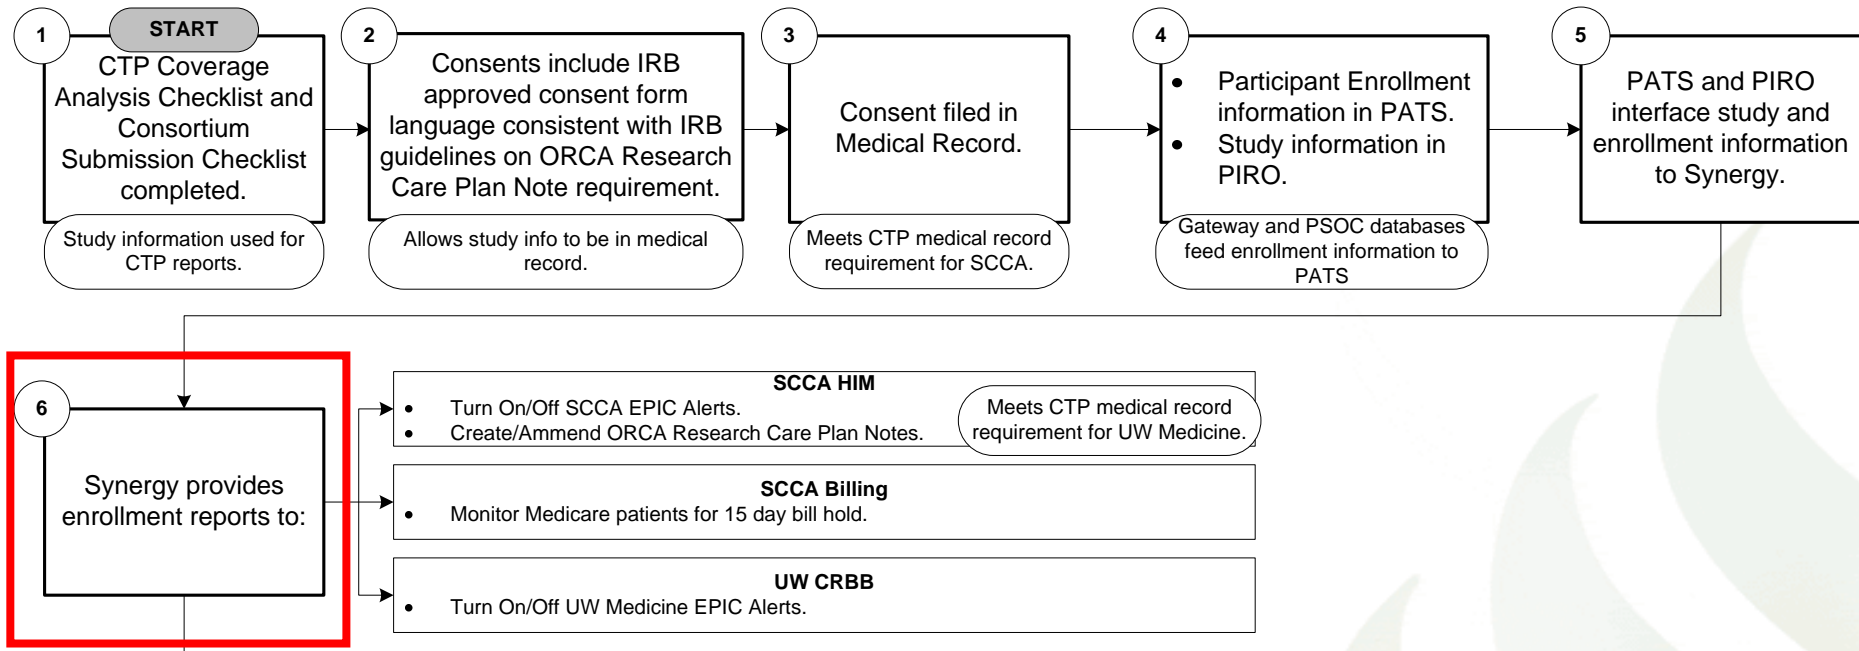 1
START
CTP Coverage
Analysis Checklist and
Consortium
Submission Checklist
completed.
Study information used for
CTP reports.
2
Consents include IRB
approved consent form
language consistent with IRB
guidelines on ORCA Research
Care Plan Note requirement.
Allows study info to be in medical
record.
3
Consent filed in
Medical Record.
Meets CTP medical record
requirement for SCCA.
4
• Participant Enrollment
information in PATS.
• Study information in
PIRO.
Gateway and PSOC databases
feed enrollment information to
PATS
5
PATS and PIRO
interface study and
enrollment information
to Synergy.
6
Synergy provides
enrollment reports to:
SCCA HIM
• Turn On/Off SCCA EPIC Alerts.
• Create/Ammend ORCA Research Care Plan Notes.
Meets CTP medical record
requirement for UW Medicine.
SCCA Billing
• Monitor Medicare patients for 15 day bill hold.
UW CRBB
• Turn On/Off UW Medicine EPIC Alerts.